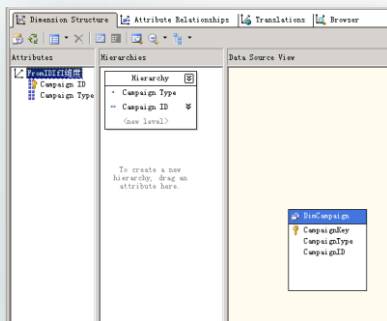 Dimension Structure Attribute Relationships Translations Browser
Attributes Hierarchies Data Source View
Campaign ID
Campaign Type
Hierarchy
Campaign Type
Campaign ID
<new level>
To create a new
hierarchy, drag an
attribute here.
DimCampaign
CampaignKey
CampaignType
CampaignID